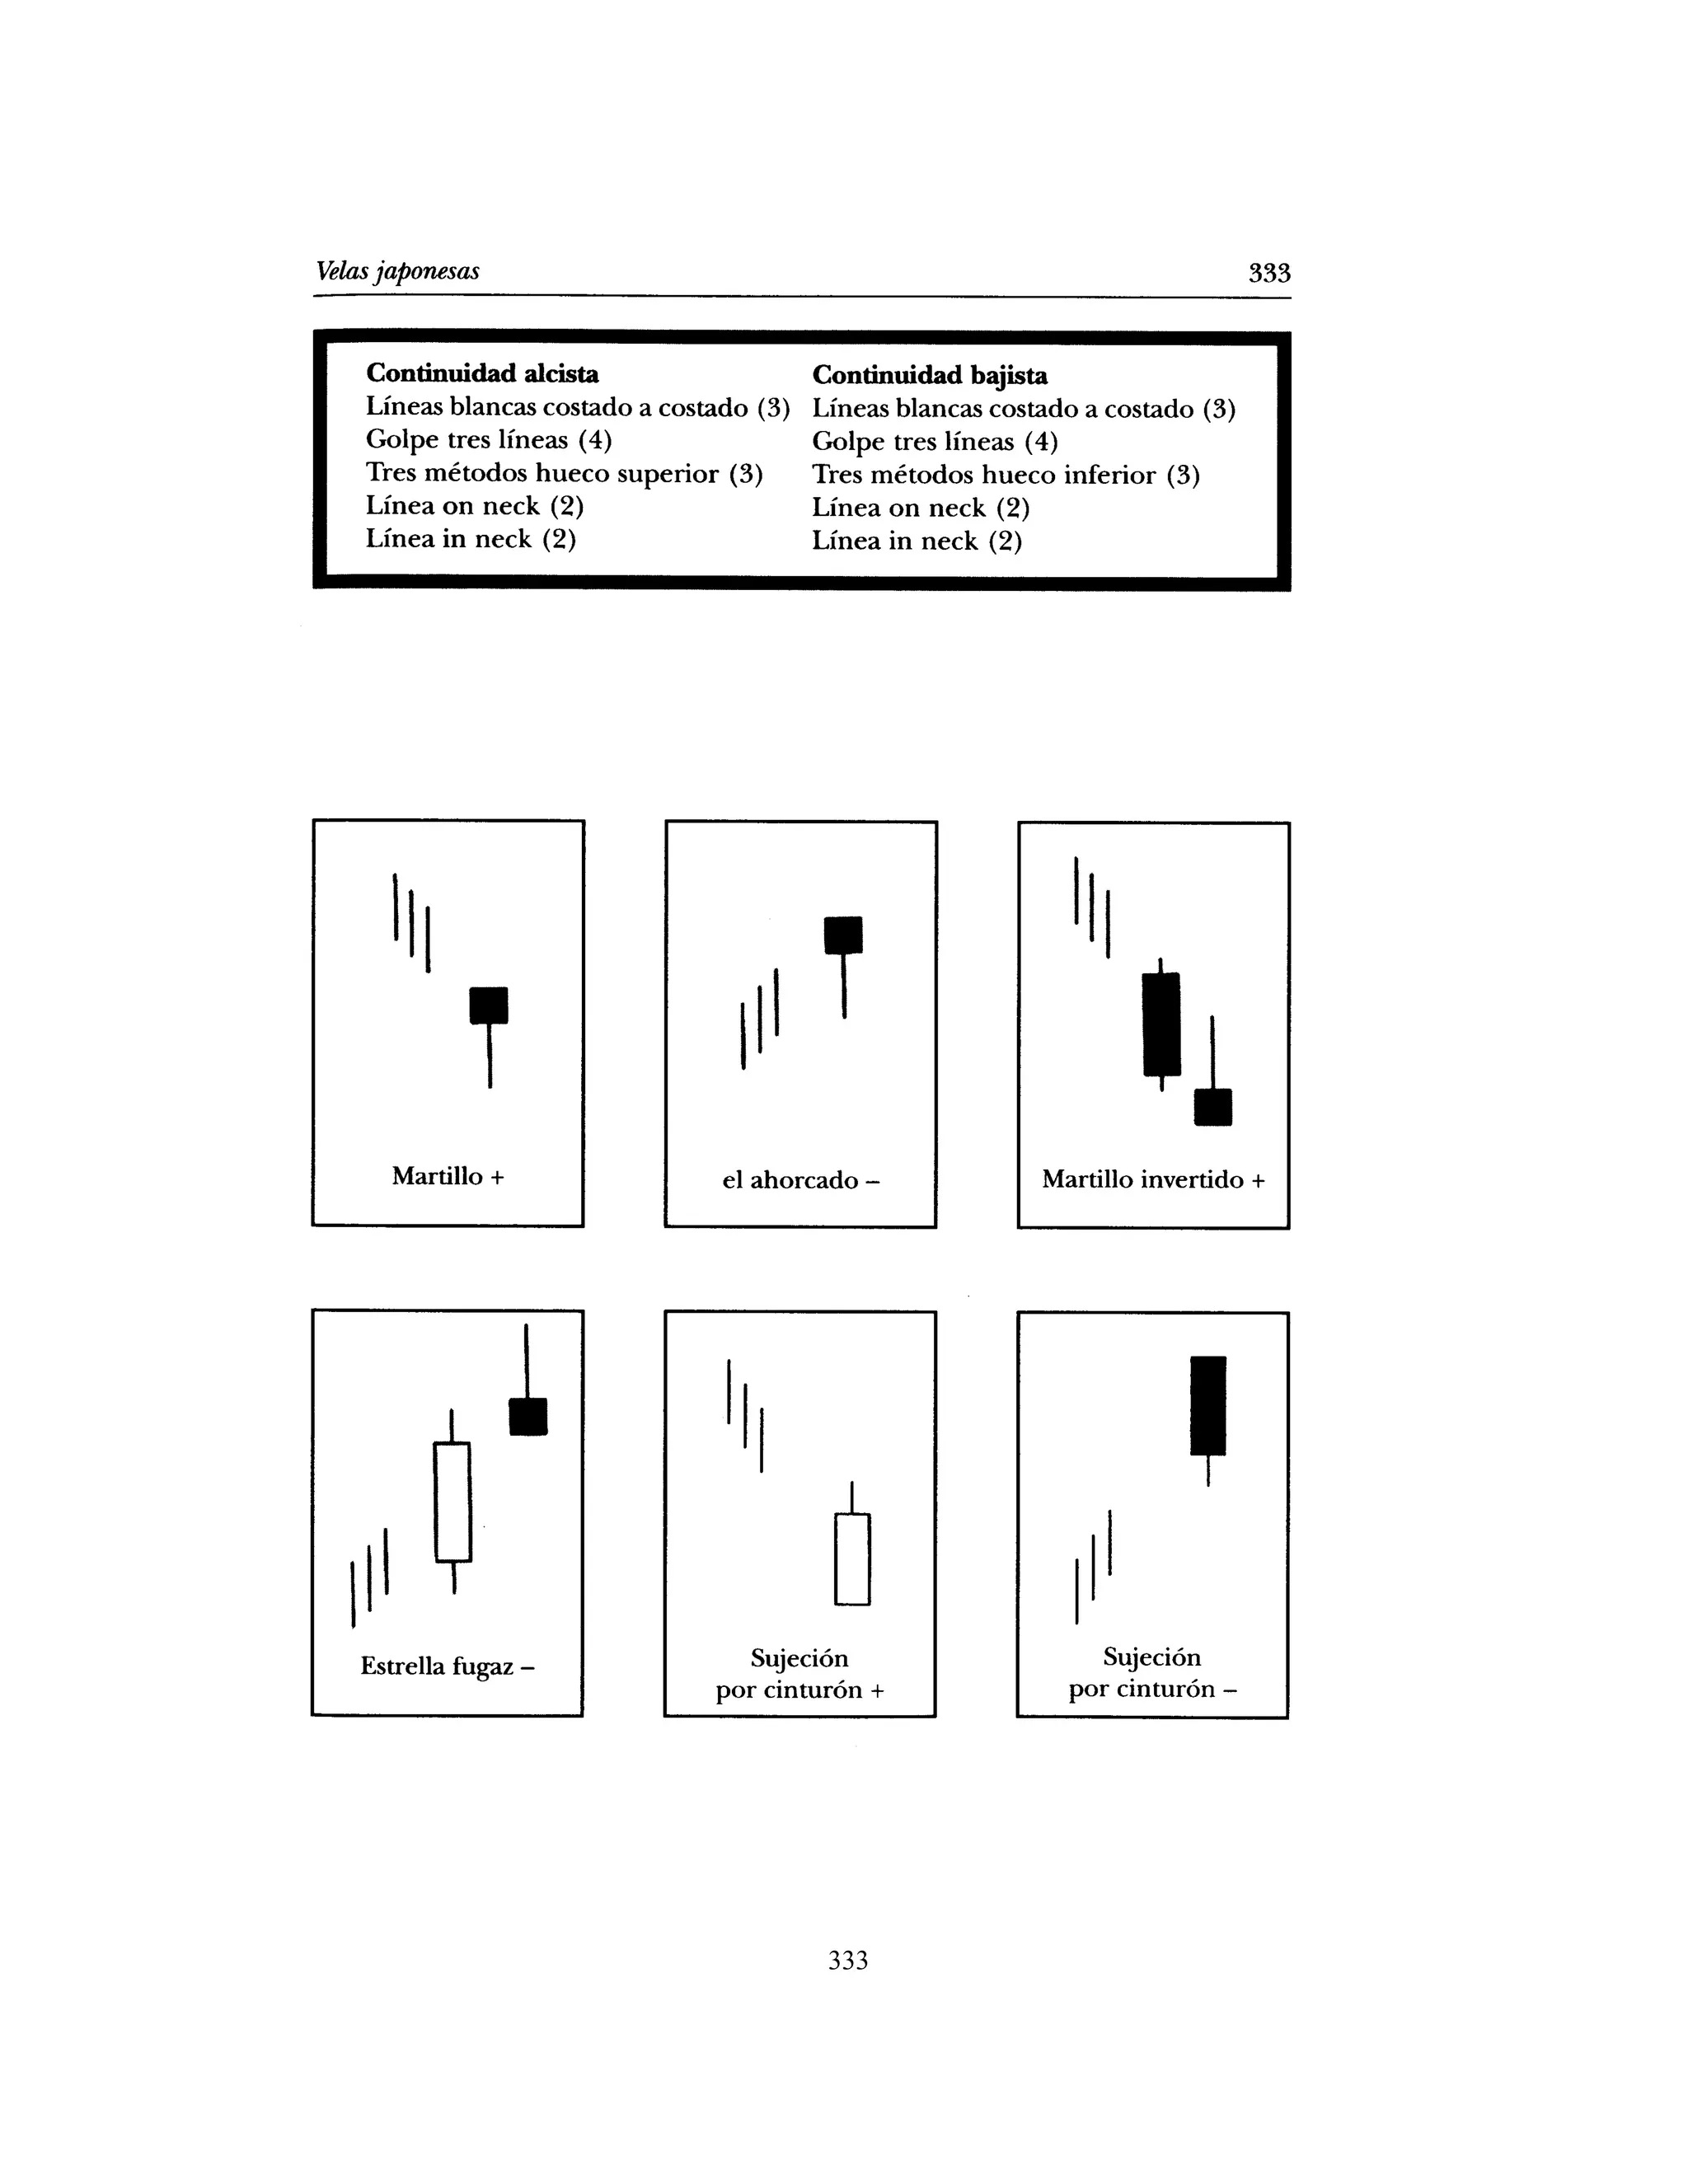 Velas japonesas 333
Continuidad alcista
Líneas blancas costado a costado (3)
Golpe tres líneas (4)
Tres métodos hueco superior (3)
Línea on neck (2)
Línea in neck (2)
Continuidad bajista
Líneas blancas costado a costado (3)
Golpe tres líneas (4)
Tres métodos hueco inferior (3)
Línea on neck (2)
Línea in neck (2)
Martillo +
el ahorcado –
Martillo invertido +
Estrella fugaz –
Sujeción
por cinturón +
Sujeción
por cinturón –
333